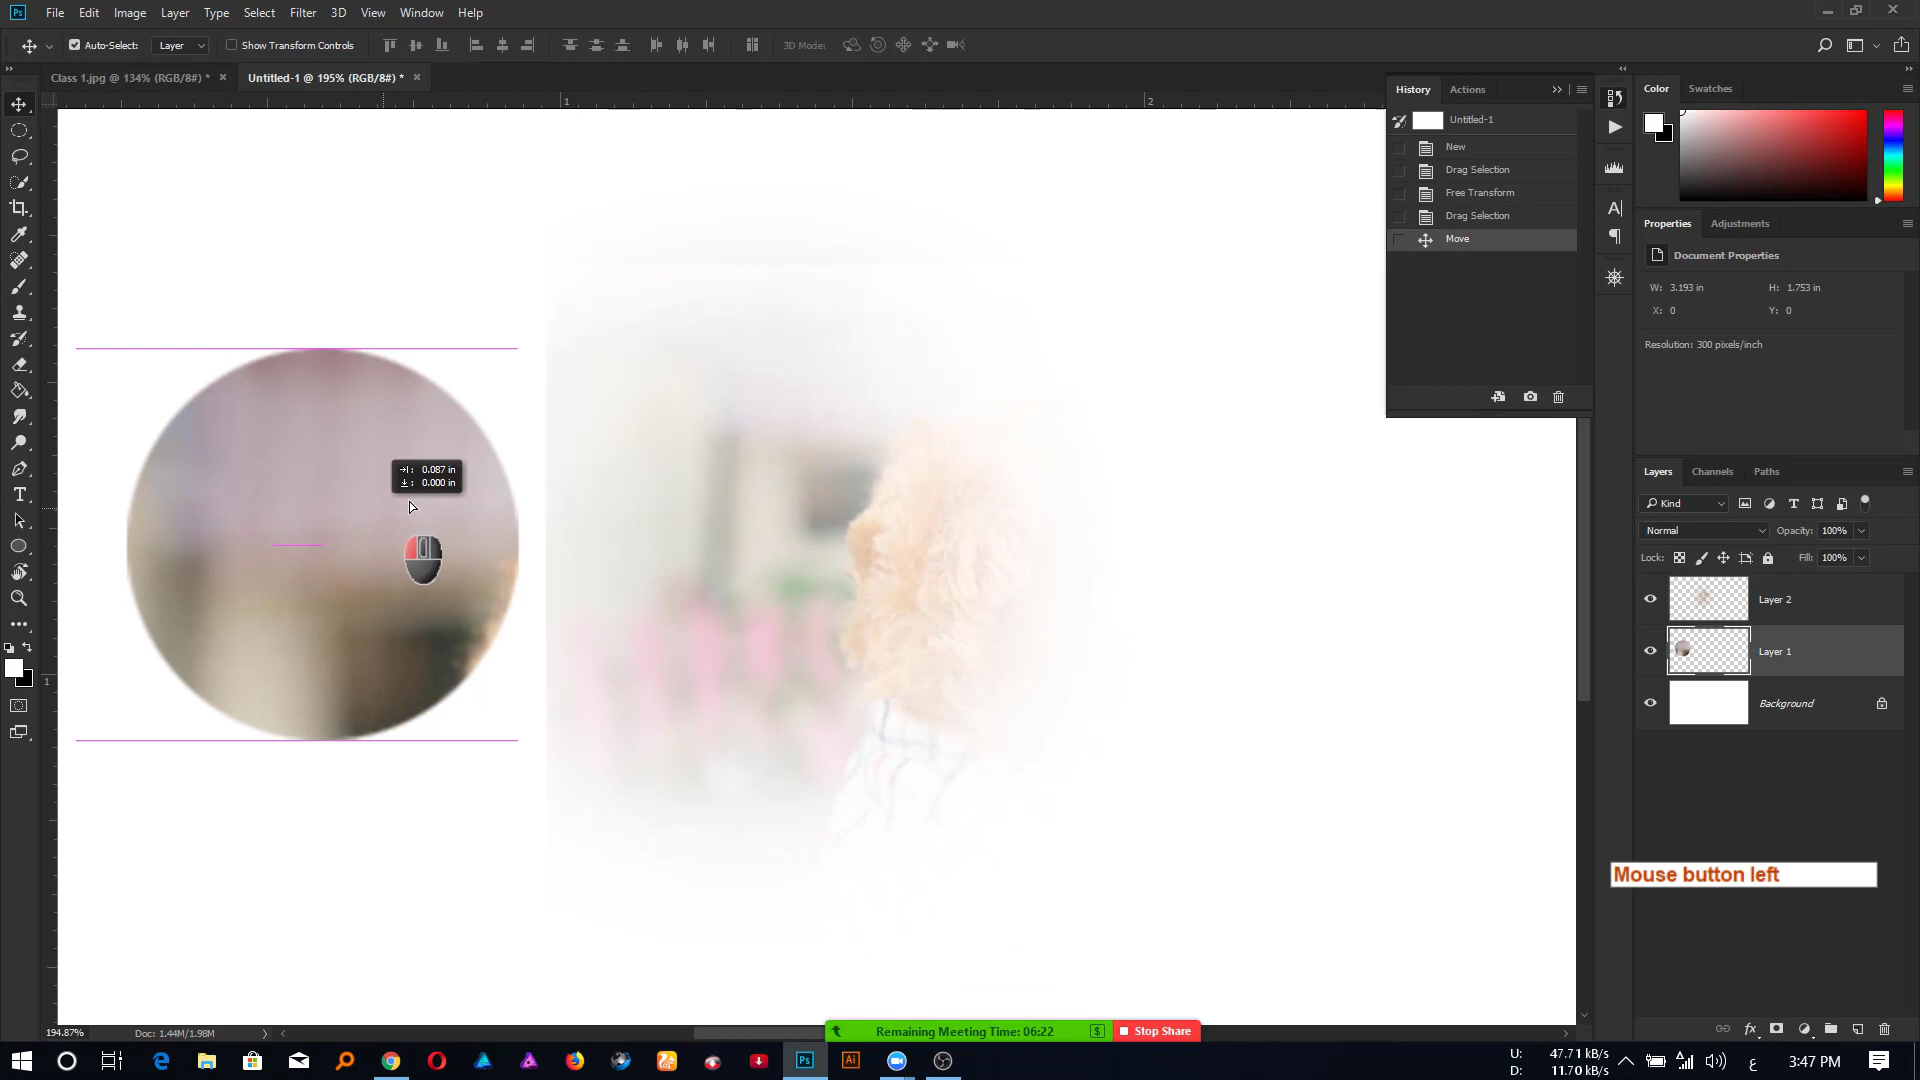 Ps File Edit Image Layer Type Select Filter 3D View Window Help
Auto-Select: Layer Show Transform Controls 3D Mode:
Class 1.jpg @ 134% (RGB/8#) * × Untitled-1 @ 195% (RGB/8#) * ×
1 2
1
History Actions
Untitled-1
New
Drag Selection
Free Transform
Drag Selection
Move
Color Swatches
Properties Adjustments
Document Properties
W: 3.193 in H: 1.753 in
X: 0 Y: 0
Resolution: 300 pixels/inch
0.087 in
0.000 in
Layers Channels Paths
Kind
Normal Opacity: 100%
Lock: Fill: 100%
Layer 2
Layer 1
Background
Mouse button left
194.87% Doc: 1.44M/1.98M
Remaining Meeting Time: 06:22 $ Stop Share
Ps Ai
U: 47.71 kB/s
D: 11.70 kB/s
ع 3:47 PM